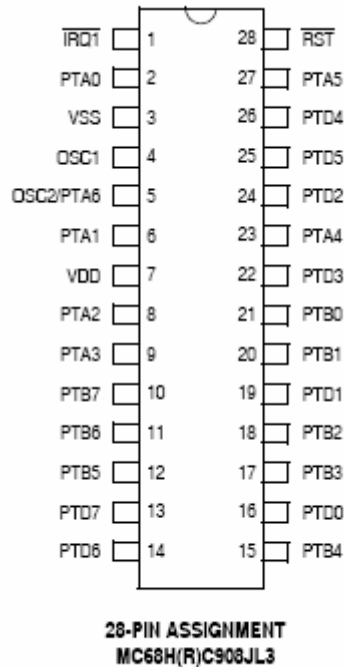 IRQ1 1 28 RST
PTA0 2 27 PTA5
VSS 3 26 PTD4
OSC1 4 25 PTD5
OSC2/PTA6 5 24 PTD2
PTA1 6 23 PTA4
VDD 7 22 PTD3
PTA2 8 21 PTB0
PTA3 9 20 PTB1
PTB7 10 19 PTD1
PTB6 11 18 PTB2
PTB5 12 17 PTB3
PTD7 13 16 PTD0
PTD6 14 15 PTB4
28-PIN ASSIGNMENT
MC68H(R)C908JL3